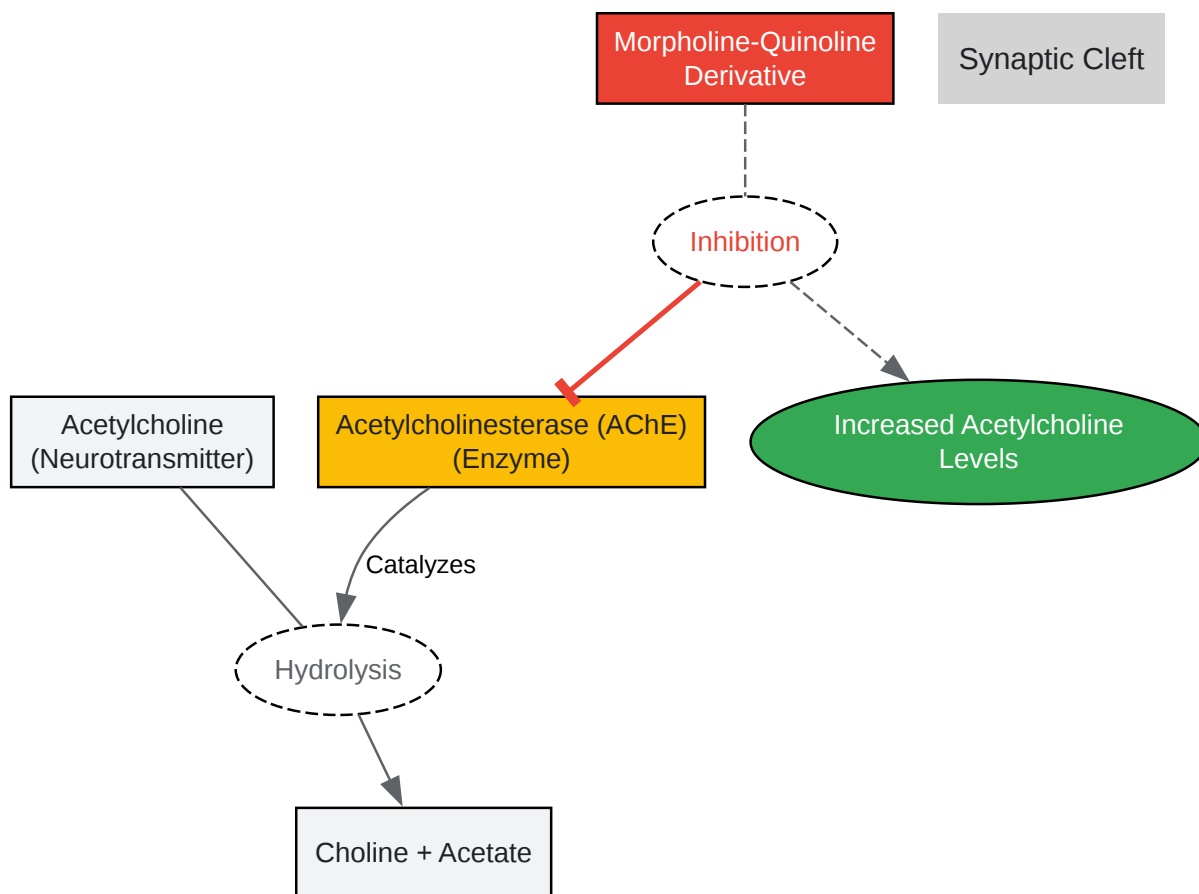 Morpholine-Quinoline
Derivative
Synaptic Cleft
Inhibition
Acetylcholine
(Neurotransmitter)
Acetylcholinesterase (AChE)
(Enzyme)
Increased Acetylcholine
Levels
Catalyzes
Hydrolysis
Choline + Acetate